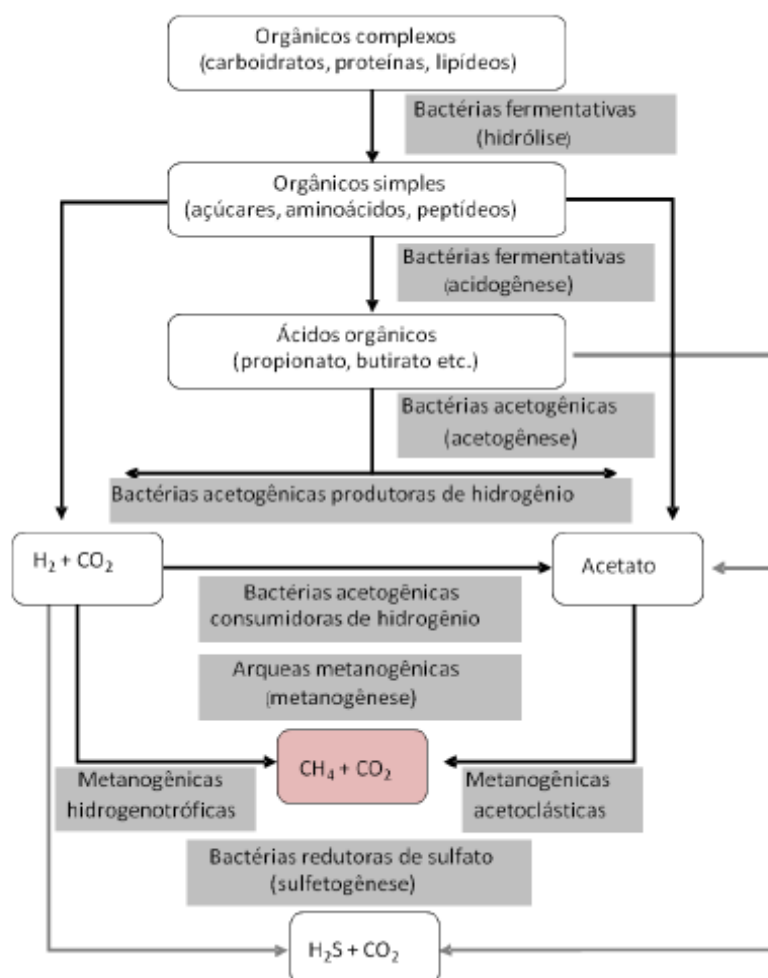 Orgânicos complexos
(carboidratos, proteínas, lipídeos)
Bactérias fermentativas
(hidrólise)
Orgânicos simples
(açúcares, aminoácidos, peptídeos)
Bactérias fermentativas
(acidogênese)
Ácidos orgânicos
(propionato, butirato etc.)
Bactérias acetogênicas
(acetogênese)
Bactérias acetogênicas produtoras de hidrogênio
H₂ + CO₂
Acetato
Bactérias acetogênicas
consumidoras de hidrogênio
Arqueas metanogênicas
(metanogênese)
CH₄ + CO₂
Metanogênicas
hidrogenotróficas
Metanogênicas
acetoclásticas
Bactérias redutoras de sulfato
(sulfetogênese)
H₂S + CO₂